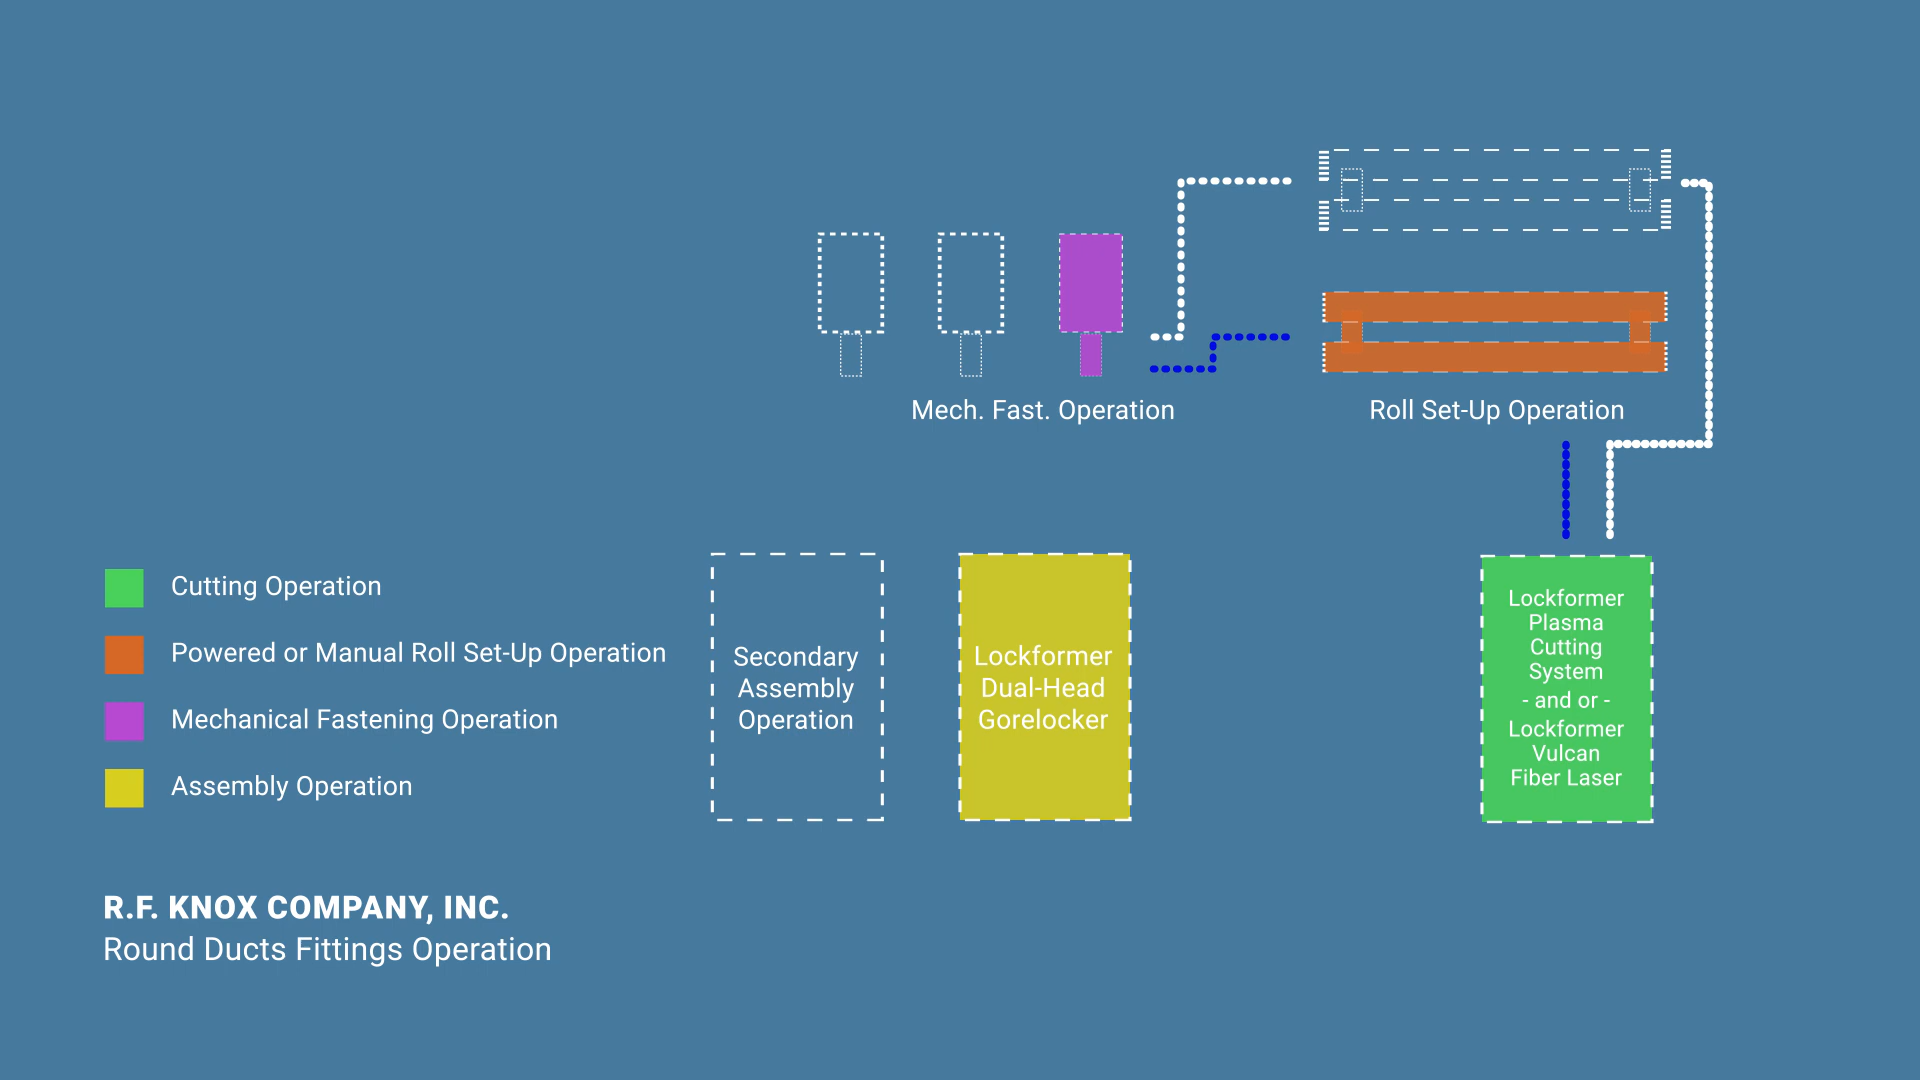 Mech. Fast. Operation
Roll Set-Up Operation
Cutting Operation
Powered or Manual Roll Set-Up Operation
Mechanical Fastening Operation
Assembly Operation
Secondary
Assembly
Operation
Lockformer
Dual-Head
Gorelocker
Lockformer
Plasma
Cutting
System
- and or -
Lockformer
Vulcan
Fiber Laser
R.F. KNOX COMPANY, INC.
Round Ducts Fittings Operation